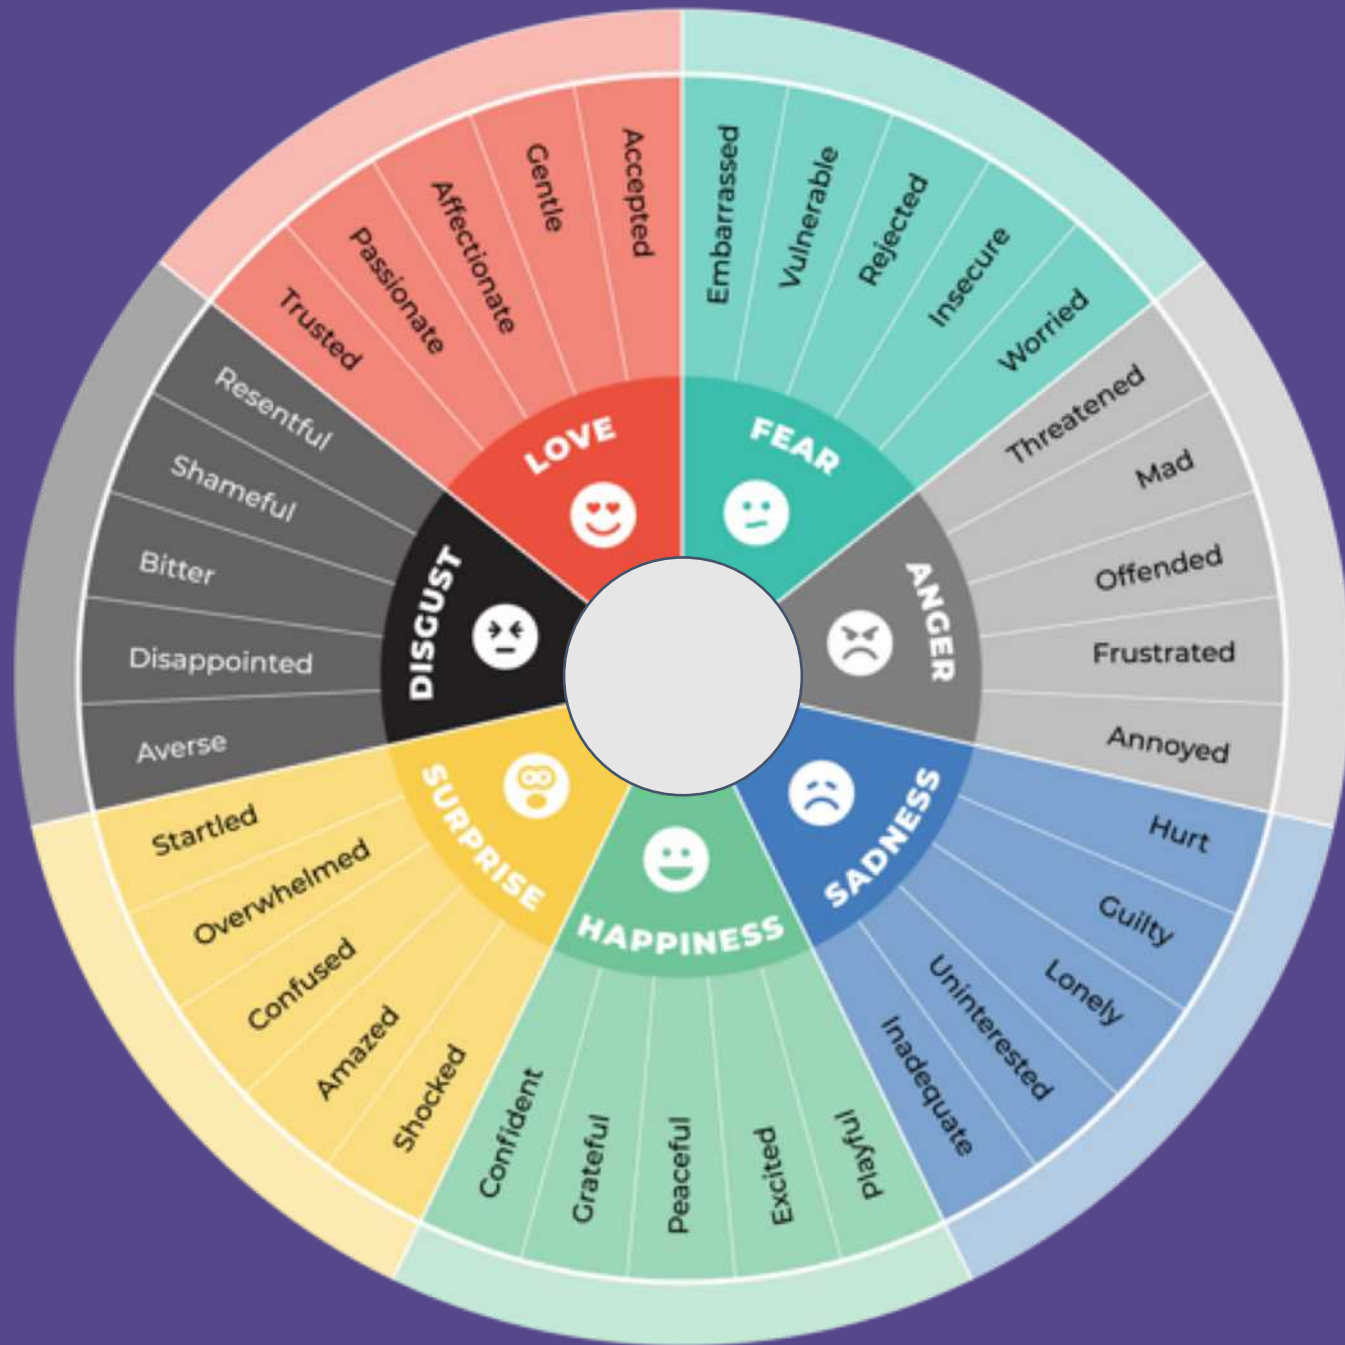 LOVE
Trusted
Passionate
Affectionate
Gentle
Accepted
FEAR
Embarrassed
Vulnerable
Rejected
Insecure
Worried
ANGER
Threatened
Mad
Offended
Frustrated
Annoyed
SADNESS
Hurt
Guilty
Lonely
Uninterested
Inadequate
HAPPINESS
Playful
Excited
Peaceful
Grateful
Confident
SURPRISE
Shocked
Amazed
Confused
Overwhelmed
Startled
DISGUST
Averse
Disappointed
Bitter
Shameful
Resentful